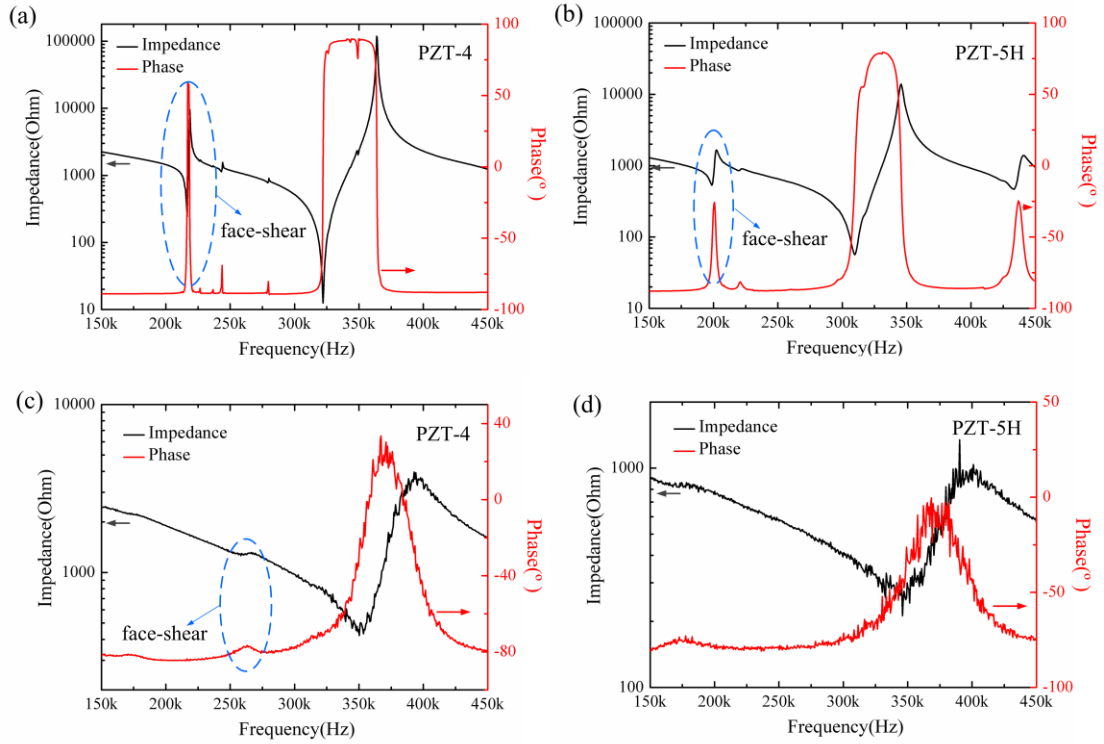 (a)
Impedance
Phase
PZT-4
face-shear
100000
10000
1000
100
10
Impedance(Ohm)
100
50
0
-50
-100
Phase(º)
150k 200k 250k 300k 350k 400k 450k
Frequency(Hz)
(b)
Impedance
Phase
PZT-5H
face-shear
100000
10000
1000
100
10
Impedance(Ohm)
100
50
0
-50
-100
Phase(º)
150k 200k 250k 300k 350k 400k 450k
Frequency(Hz)
(c)
Impedance
Phase
PZT-4
face-shear
10000
1000
Impedance(Ohm)
40
0
-40
-80
Phase(º)
150k 200k 250k 300k 350k 400k 450k
Frequency(Hz)
(d)
Impedance
Phase
PZT-5H
1000
100
Impedance(Ohm)
50
0
-50
-100
Phase(º)
150k 200k 250k 300k 350k 400k 450k
Frequency(Hz)